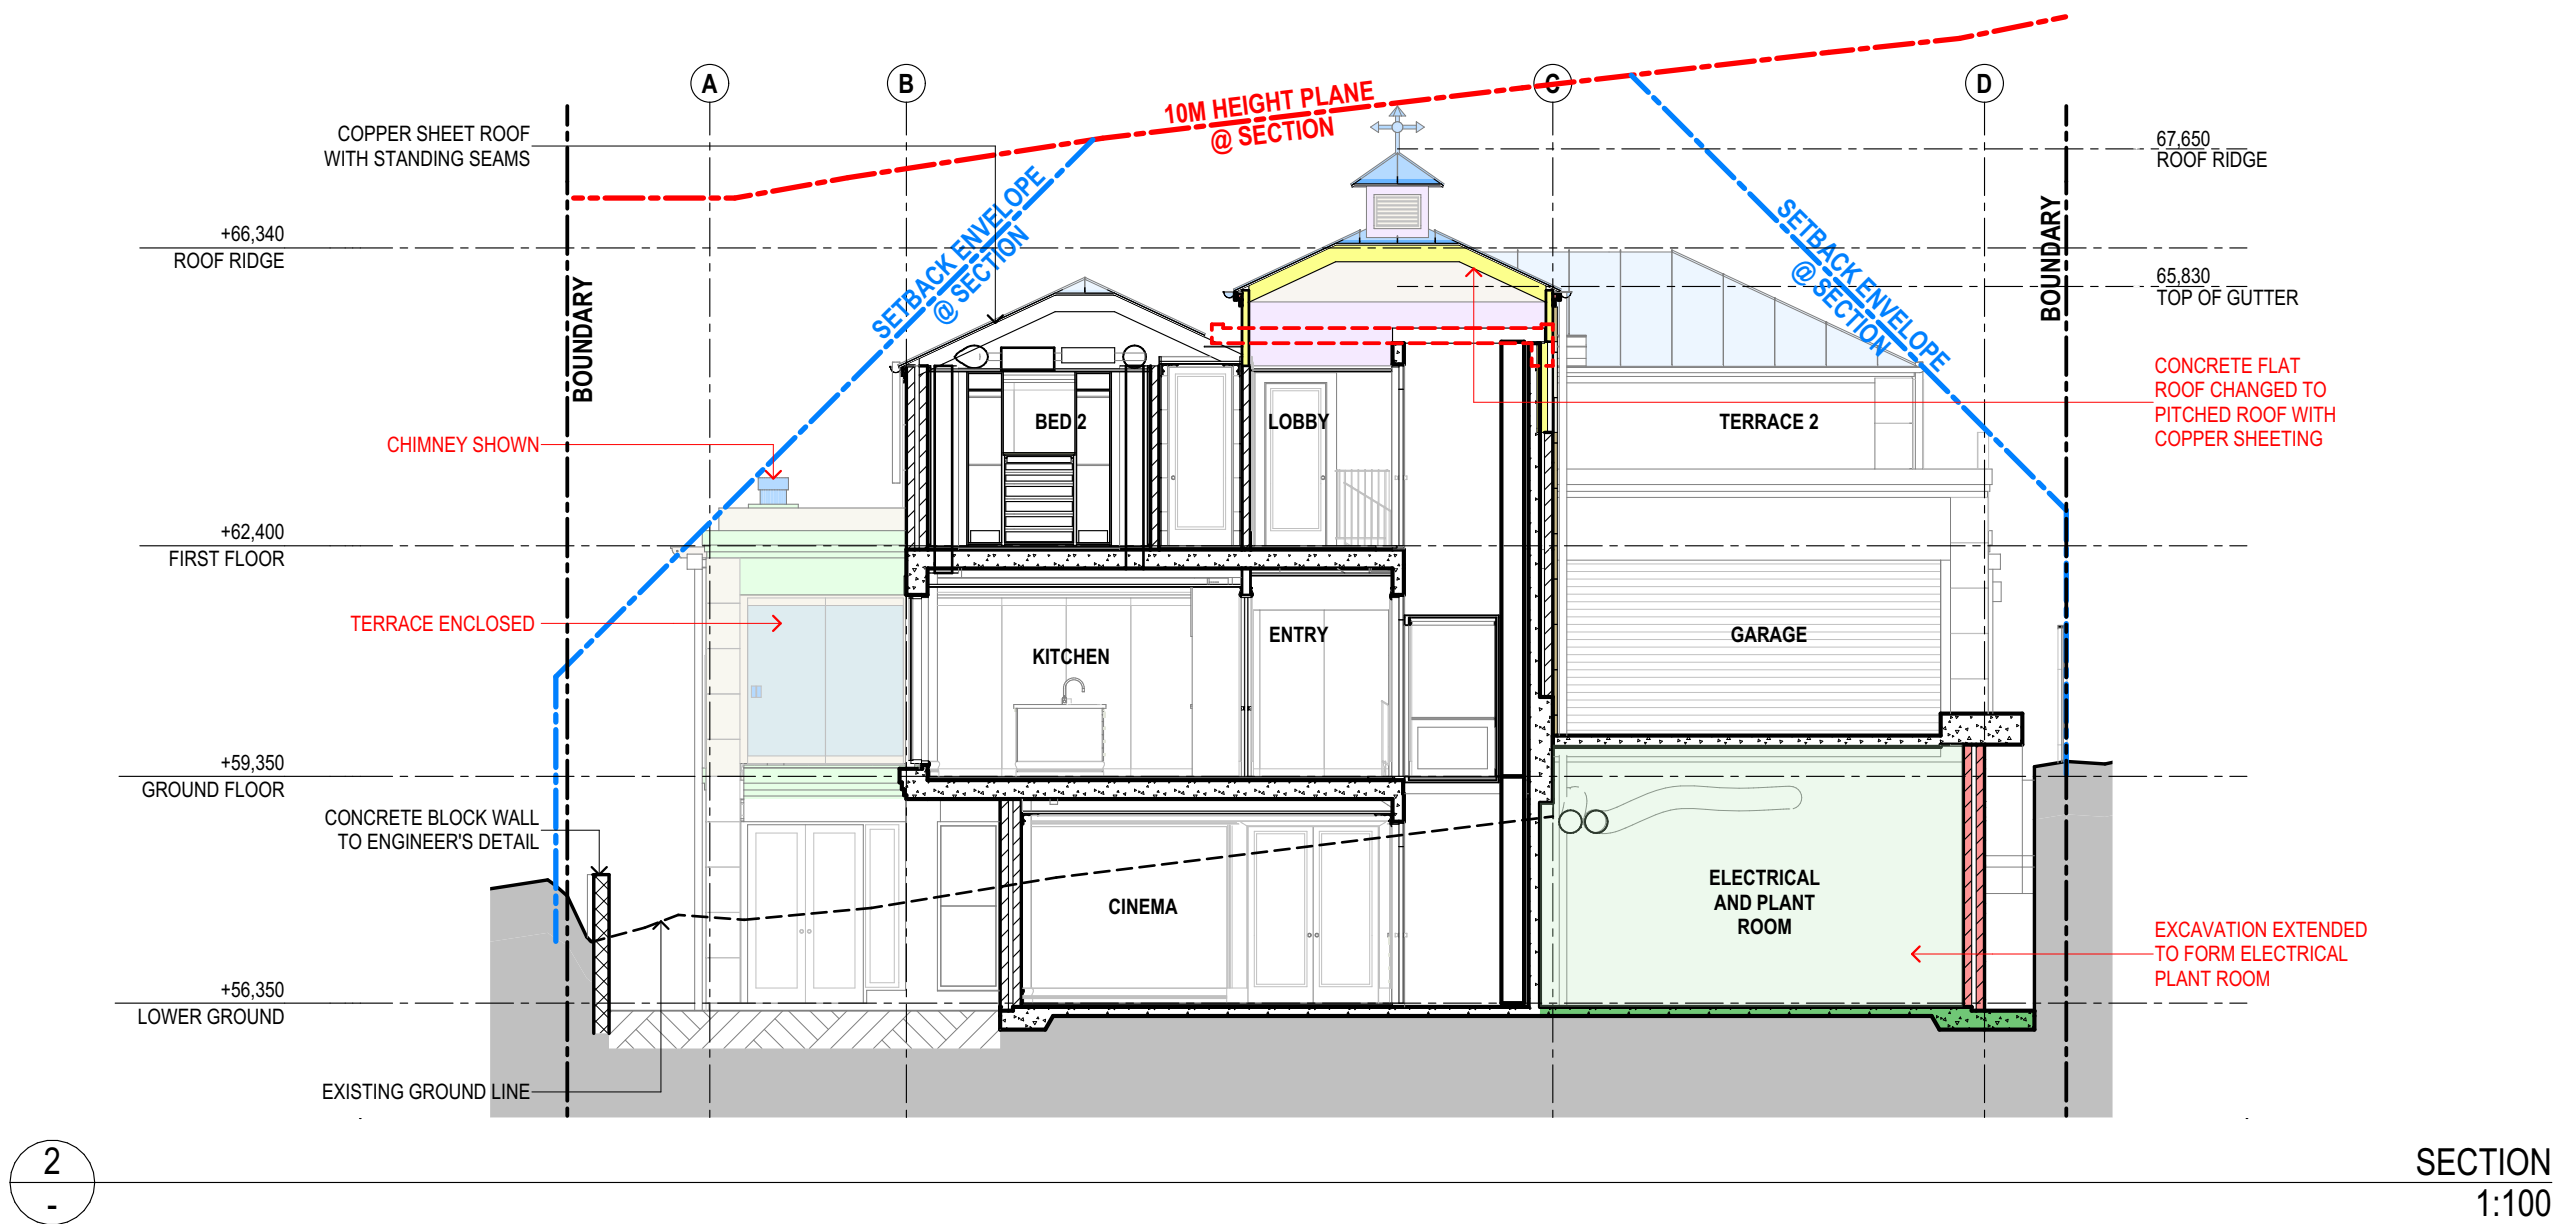 A
B
C
D
10M HEIGHT PLANE
@ SECTION
COPPER SHEET ROOF
WITH STANDING SEAMS
67,650
ROOF RIDGE
SETBACK ENVELOPE
@ SECTION
SETBACK ENVELOPE
@ SECTION
BOUNDARY
BOUNDARY
+66,340
ROOF RIDGE
65,830
TOP OF GUTTER
CONCRETE FLAT
ROOF CHANGED TO
PITCHED ROOF WITH
COPPER SHEETING
CHIMNEY SHOWN
BED 2
LOBBY
TERRACE 2
+62,400
FIRST FLOOR
TERRACE ENCLOSED
KITCHEN
ENTRY
GARAGE
+59,350
GROUND FLOOR
CONCRETE BLOCK WALL
TO ENGINEER'S DETAIL
CINEMA
ELECTRICAL
AND PLANT
ROOM
EXCAVATION EXTENDED
TO FORM ELECTRICAL
PLANT ROOM
+56,350
LOWER GROUND
EXISTING GROUND LINE
2
-
SECTION
1:100